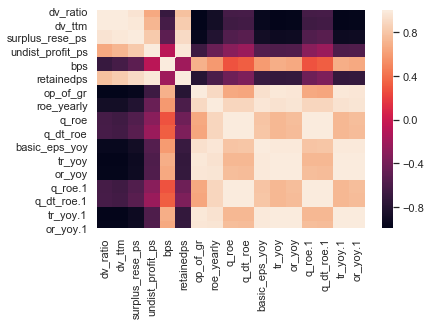 dv_ratio
dv_ttm
surplus_rese_ps
undist_profit_ps
bps
retainedps
op_of_gr
roe_yearly
q_roe
q_dt_roe
basic_eps_yoy
tr_yoy
or_yoy
q_roe.1
q_dt_roe.1
tr_yoy.1
or_yoy.1
dv_ratio
dv_ttm
surplus_rese_ps
undist_profit_ps
bps
retainedps
op_of_gr
roe_yearly
q_roe
q_dt_roe
basic_eps_yoy
tr_yoy
or_yoy
q_roe.1
q_dt_roe.1
tr_yoy.1
or_yoy.1
0.8
0.4
0.0
-0.4
-0.8